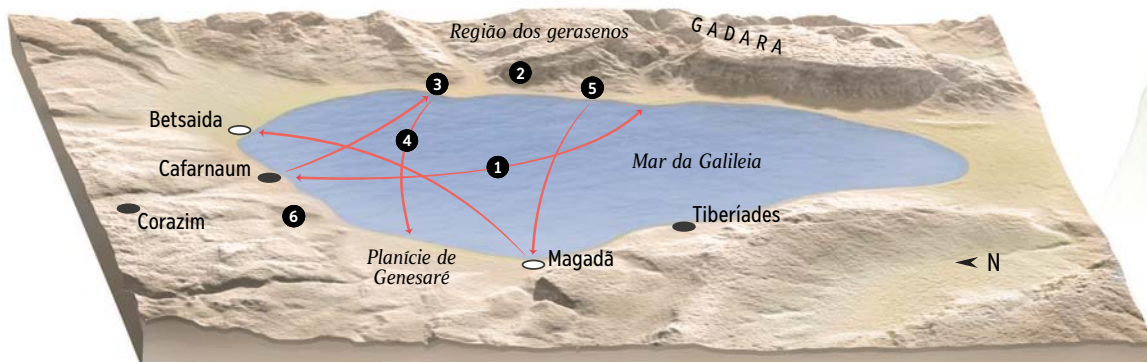 Região dos gerasenos
GADARA
3
2
5
Betsaida
4
Cafarnaum
1
Mar da Galileia
Corazim
6
Tiberíades
Planície de
Genesaré
Magadã
N